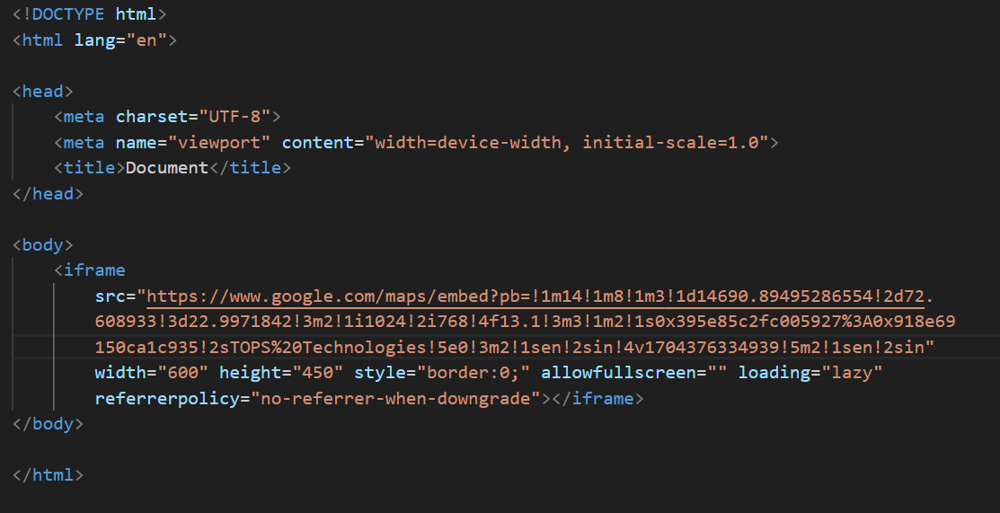 <!DOCTYPE html>
<html lang="en">
<head>
<meta charset="UTF-8">
<meta name="viewport" content="width=device-width, initial-scale=1.0">
<title>Document</title>
</head>
<body>
<iframe
src="https://www.google.com/maps/embed?pb=!1m14!1m8!1m3!1d14690.89495286554!2d72.
608933!3d22.9971842!3m2!1i1024!2i768!4f13.1!3m3!1m2!1s0x395e85c2fc005927%3A0x918e69
150ca1c935!2sTOPS%20Technologies!5e0!3m2!1sen!2sin!4v1704376334939!5m2!1sen!2sin"
width="600" height="450" style="border:0;" allowfullscreen="" loading="lazy"
referrerpolicy="no-referrer-when-downgrade"></iframe>
</body>
</html>